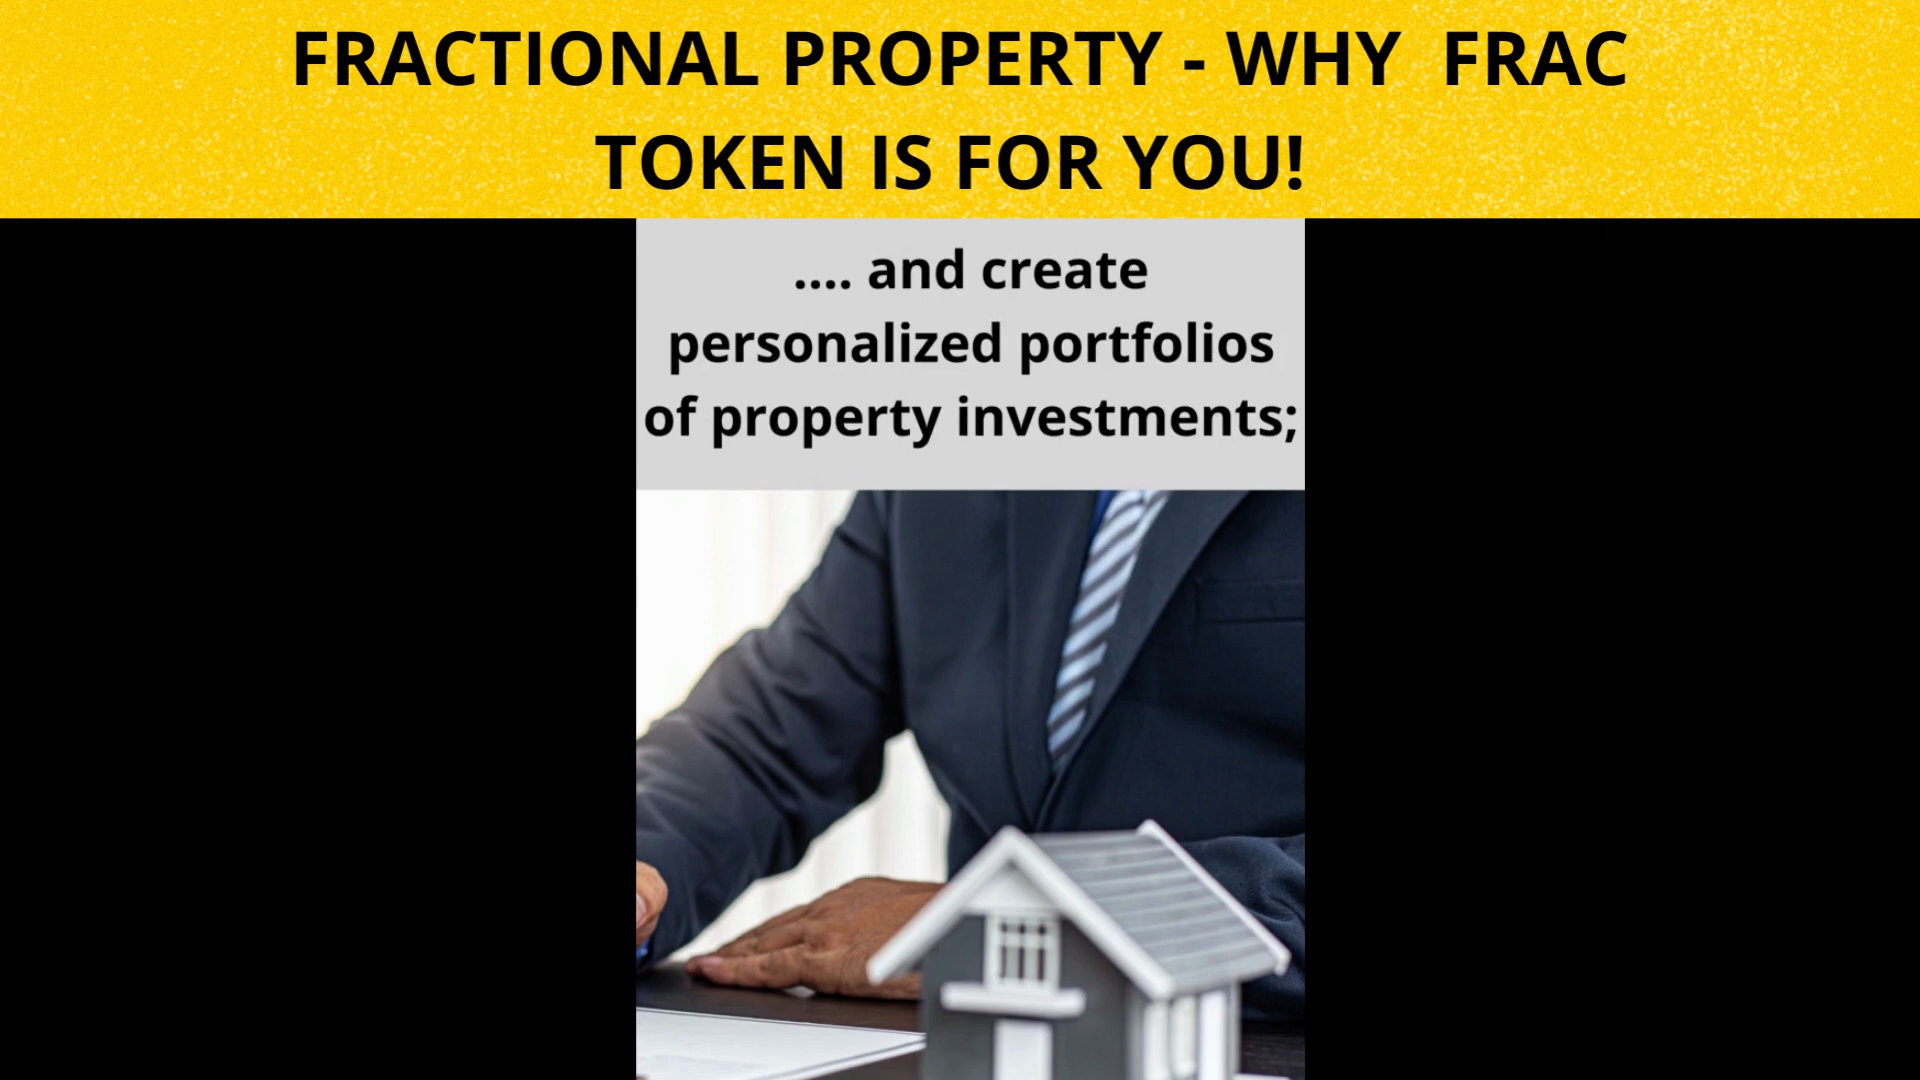 FRACTIONAL PROPERTY - WHY FRAC
TOKEN IS FOR YOU!
.... and create
personalized portfolios
of property investments;